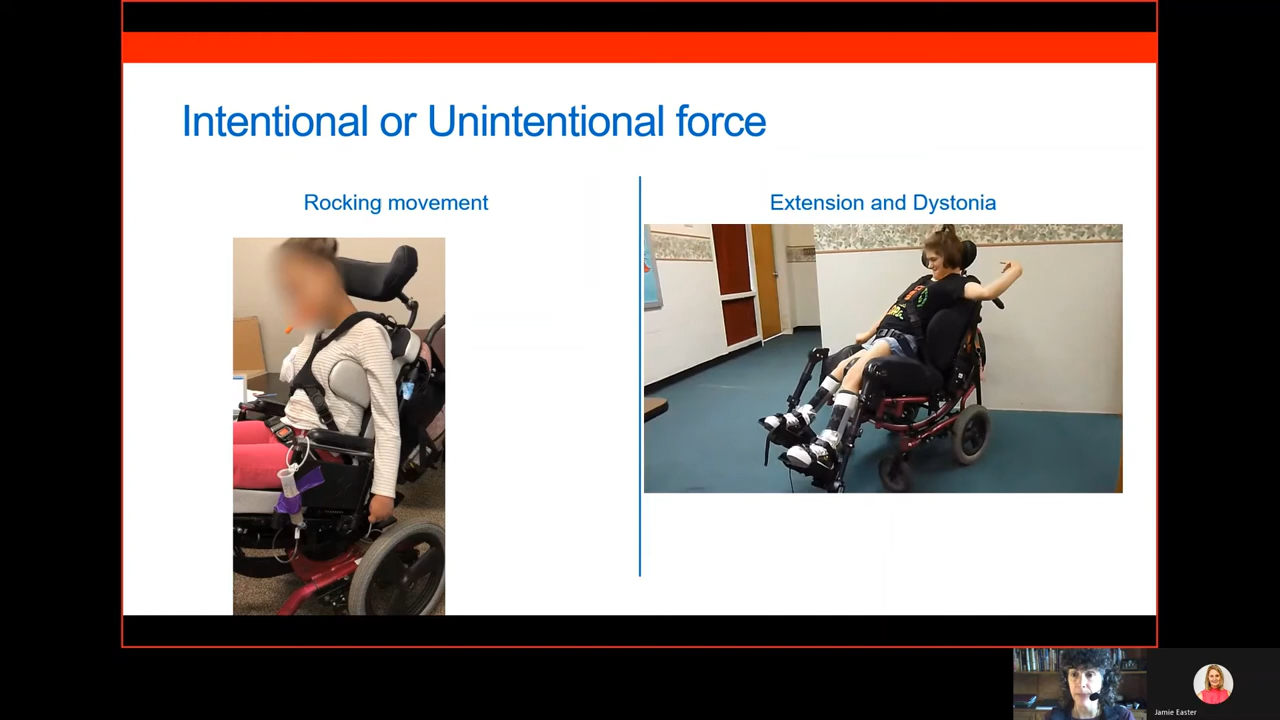 Intentional or Unintentional force
Rocking movement
Extension and Dystonia
Jamie Easter